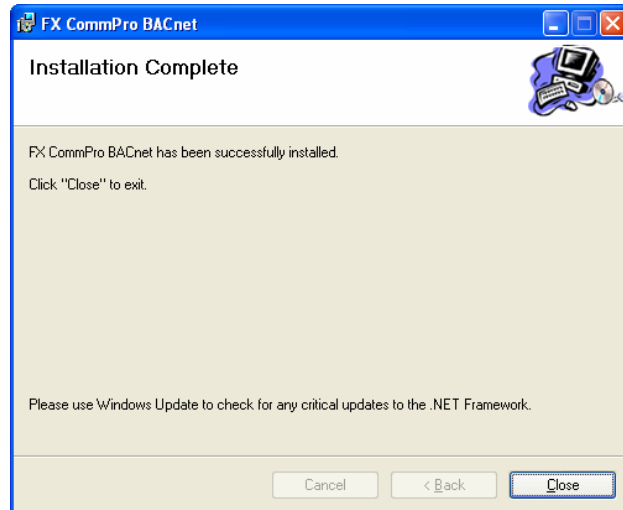 FX CommPro BACnet
Installation Complete
FX CommPro BACnet has been successfully installed.
Click "Close" to exit.
Please use Windows Update to check for any critical updates to the .NET Framework.
Cancel
< Back
Close